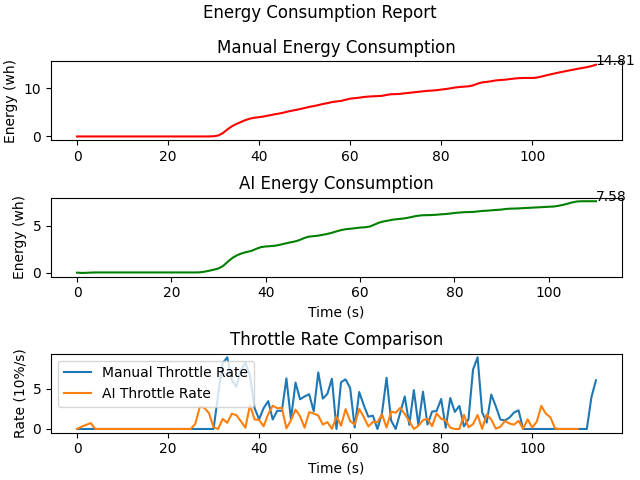 Energy Consumption Report
Manual Energy Consumption
14.81
Energy (wh)
10
0
0 20 40 60 80 100
AI Energy Consumption
7.58
Energy (wh)
5
0
0 20 40 60 80 100
Time (s)
Throttle Rate Comparison
Manual Throttle Rate
AI Throttle Rate
Rate (10%/s)
5
0
0 20 40 60 80 100
Time (s)